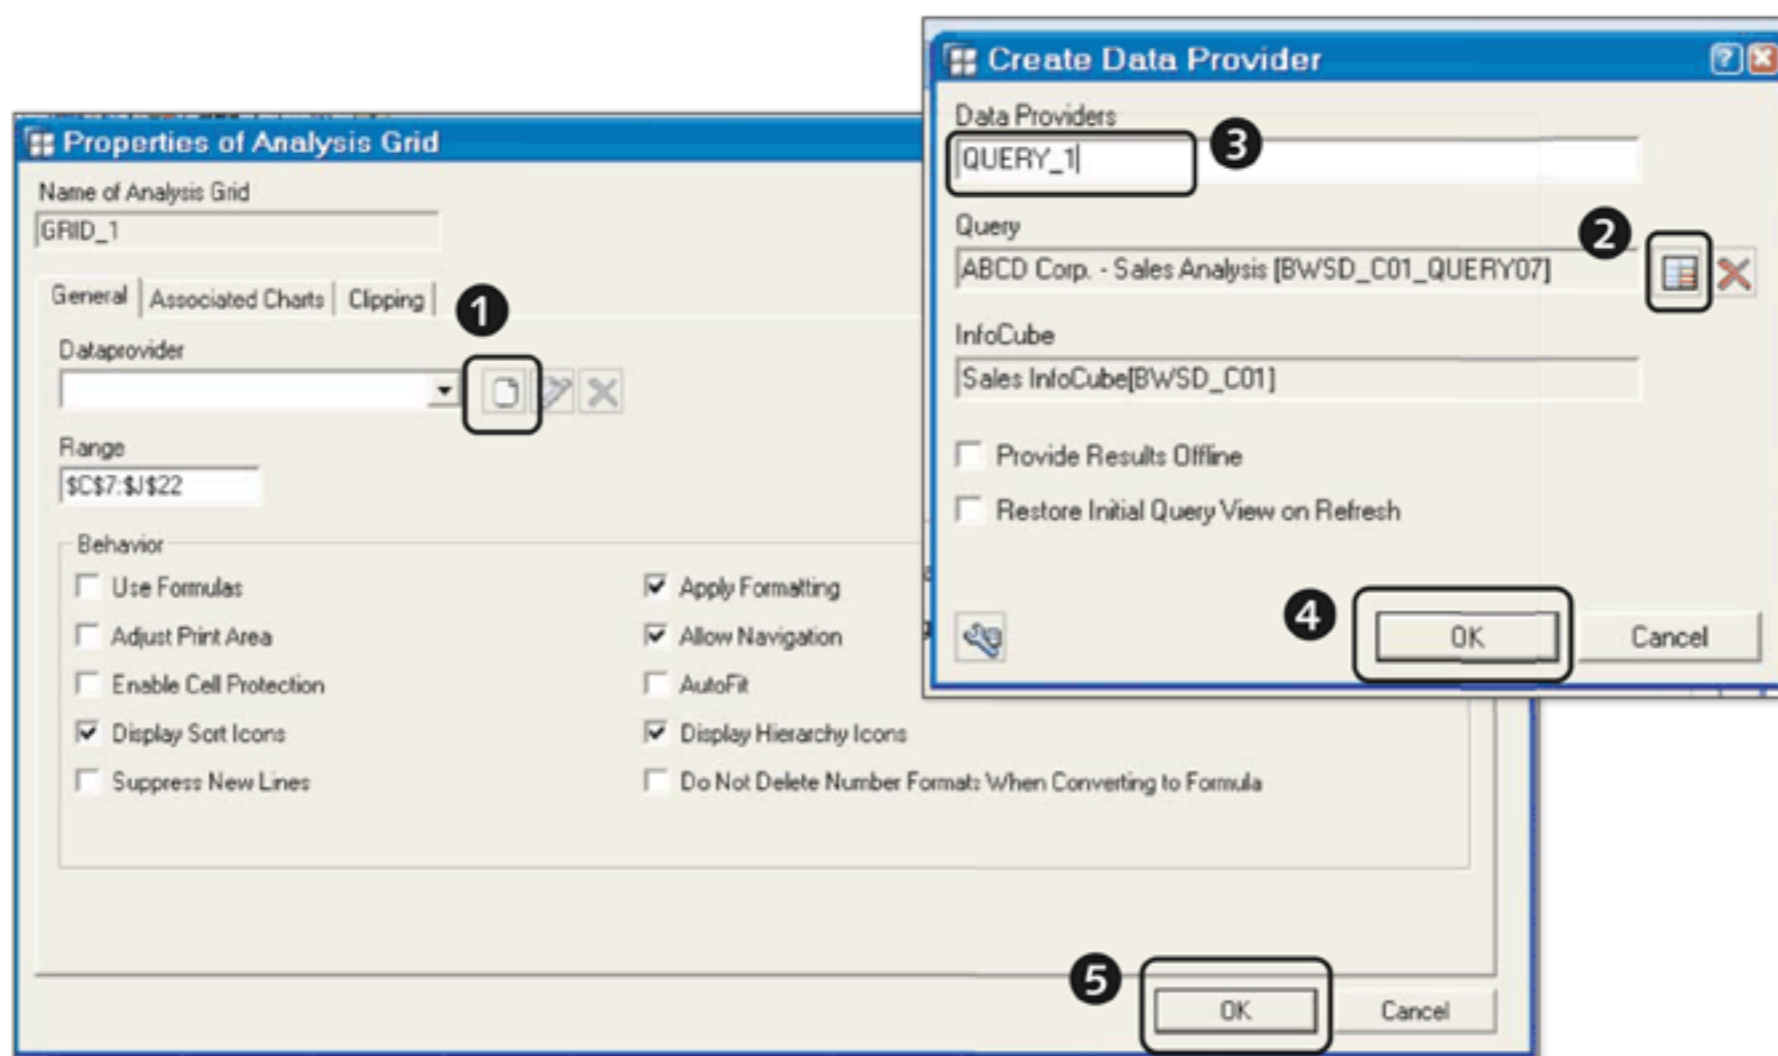 Properties of Analysis Grid
Name of Analysis Grid
GRID_1
General Associated Charts Clipping
1
Dataprovider
Range
$C$7:$J$22
Behavior
Use Formulas
Apply Formatting
Adjust Print Area
Allow Navigation
Enable Cell Protection
AutoFit
Display Sort Icons
Display Hierarchy Icons
Suppress New Lines
Do Not Delete Number Formats When Converting to Formula
5
OK Cancel
Create Data Provider
Data Providers
QUERY_1
3
Query
2
ABCD Corp. - Sales Analysis [BWSD_C01_QUERY07]
InfoCube
Sales InfoCube[BWSD_C01]
Provide Results Offline
Restore Initial Query View on Refresh
4
OK Cancel